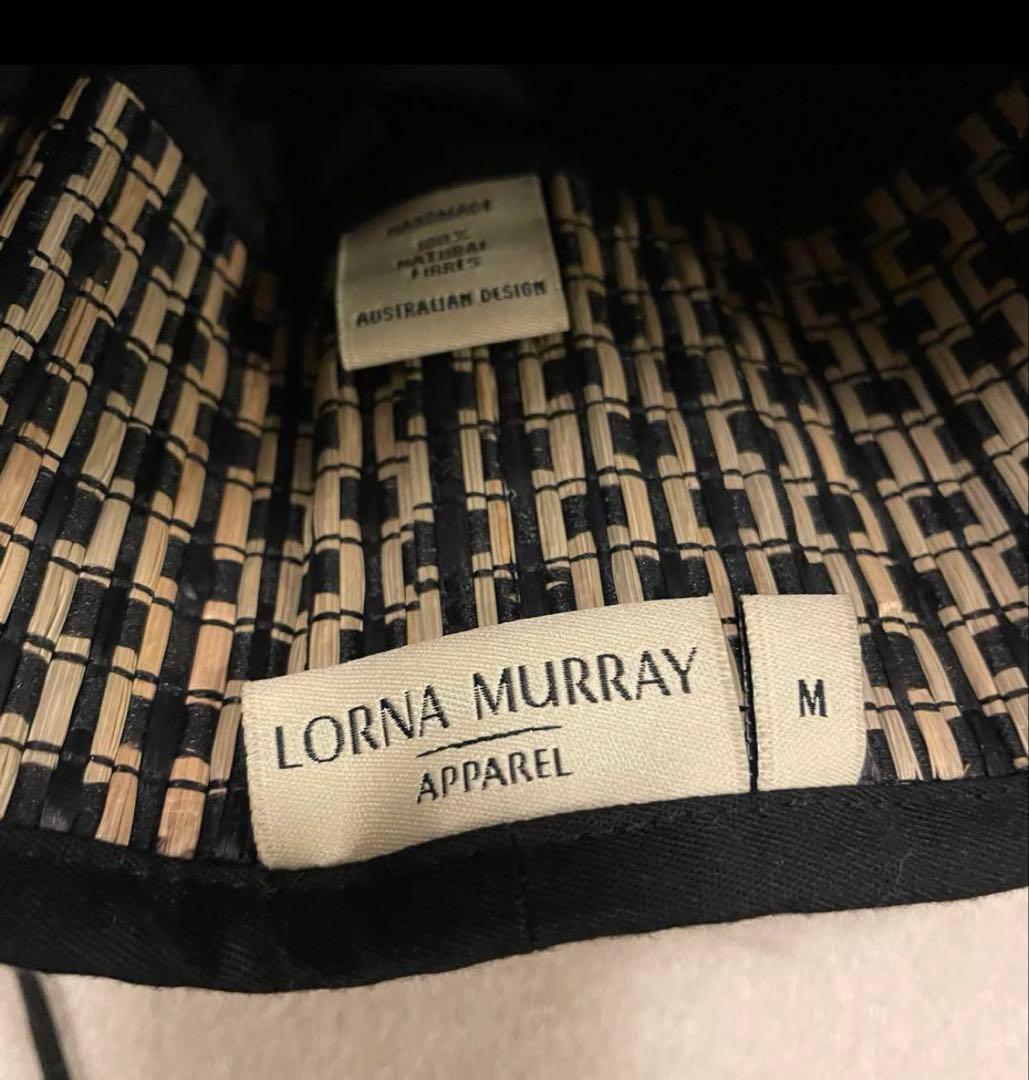 HANDMADE
100%
NATURAL
FIBRES
AUSTRALIAN DESIGN
LORNA MURRAY
APPAREL
M